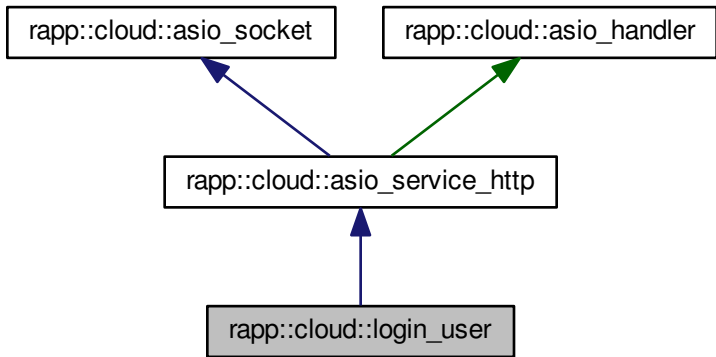 rapp::cloud::asio_socket
rapp::cloud::asio_handler
rapp::cloud::asio_service_http
rapp::cloud::login_user